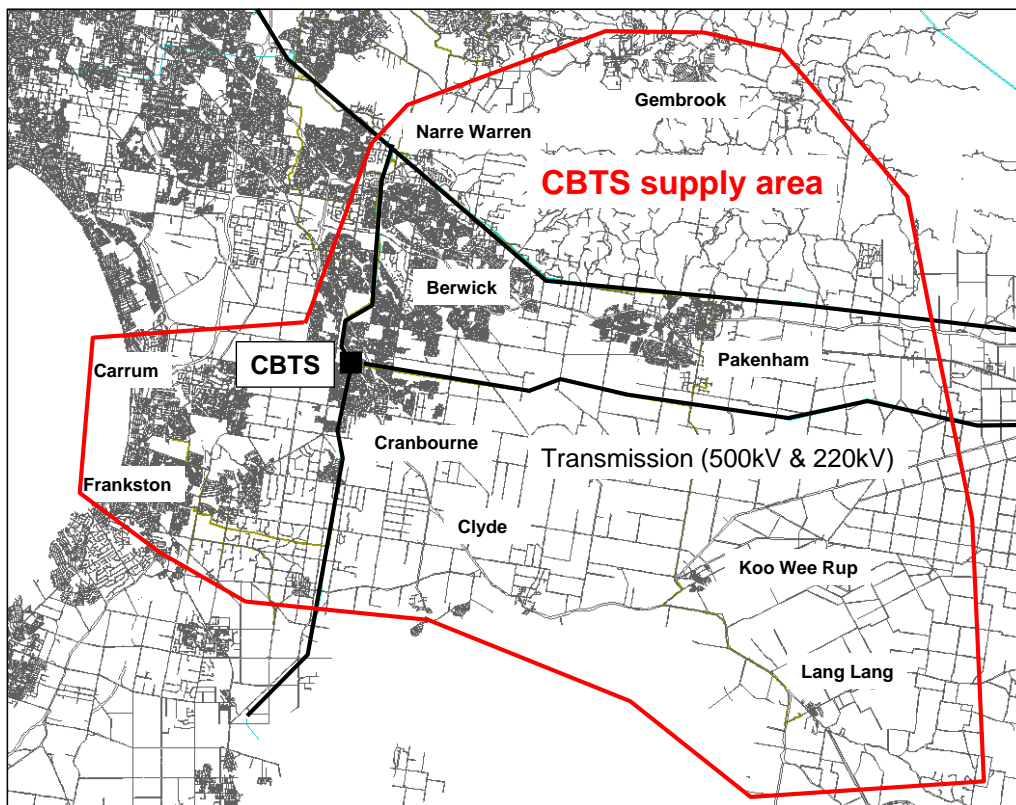 Gembrook
Narre Warren
CBTS supply area
Berwick
CBTS
Pakenham
Carrum
Cranbourne
Transmission (500kV & 220kV)
Frankston
Clyde
Koo Wee Rup
Lang Lang